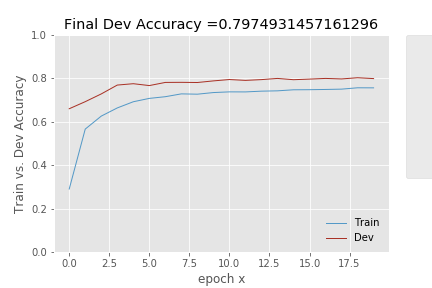 Final Dev Accuracy =0.7974931457161296
1.0
0.8
0.6
0.4
0.2
0.0
Train vs. Dev Accuracy
Train
Dev
0.0 2.5 5.0 7.5 10.0 12.5 15.0 17.5
epoch x